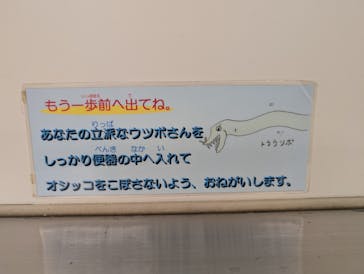 もう一歩前へ出てね。
あなたの立派なウツボさんを
しっかり便器の中へ入れて
オシッコをこぼさないよう、おねがいします。
トラウツボ